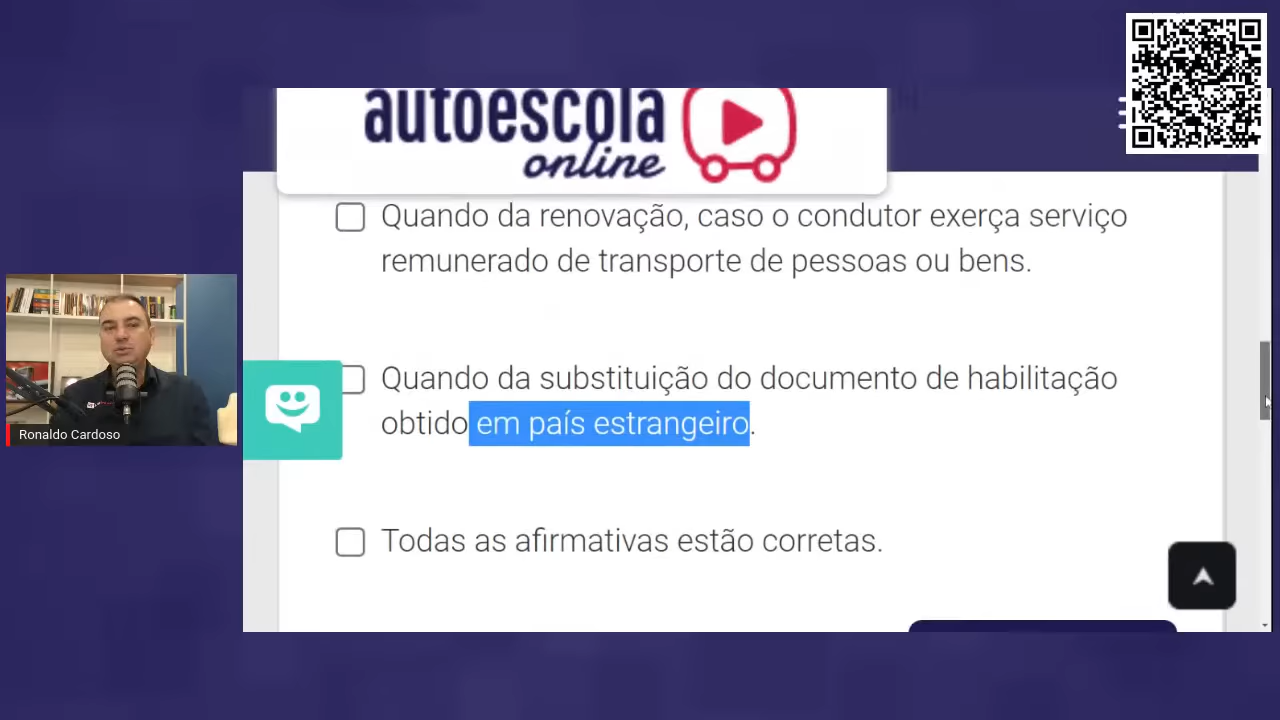 autoescola
online
Quando da renovação, caso o condutor exerça serviço
remunerado de transporte de pessoas ou bens.
Quando da substituição do documento de habilitação
obtido em país estrangeiro.
Ronaldo Cardoso
Todas as afirmativas estão corretas.